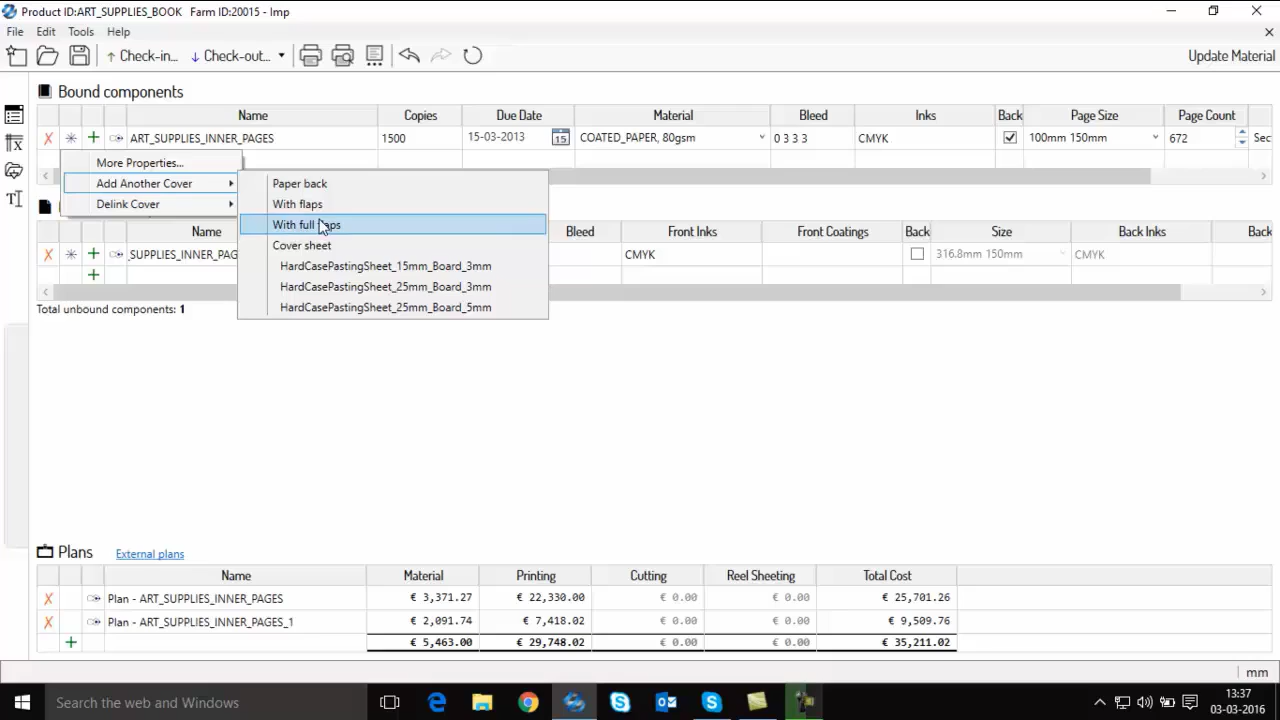 Product ID:ART_SUPPLIES_BOOK Farm ID:20015 - Imp
File Edit Tools Help
Check-in... Check-out... Update Material
Bound components
Name Copies Due Date Material Bleed Inks Back Page Size Page Count
ART_SUPPLIES_INNER_PAGES 1500 15-03-2013 15 COATED_PAPER, 80gsm 0 3 3 3 CMYK 100mm 150mm 672 Sec
More Properties...
Add Another Cover
Delink Cover
Paper back
With flaps
With full flaps
Cover sheet
HardCasePastingSheet_15mm_Board_3mm
HardCasePastingSheet_25mm_Board_3mm
HardCasePastingSheet_25mm_Board_5mm
Name Bleed Front Inks Front Coatings Back Size Back Inks Back
_SUPPLIES_INNER_PAG CMYK 316.8mm 150mm CMYK
Total unbound components: 1
Plans External plans
Name Material Printing Cutting Reel Sheeting Total Cost
Plan - ART_SUPPLIES_INNER_PAGES € 3,371.27 € 22,330.00 € 0.00 € 0.00 € 25,701.26
Plan - ART_SUPPLIES_INNER_PAGES_1 € 2,091.74 € 7,418.02 € 0.00 € 0.00 € 9,509.76
€ 5,463.00 € 29,748.02 € 0.00 € 0.00 € 35,211.02
mm
Search the web and Windows
13:37
03-03-2016